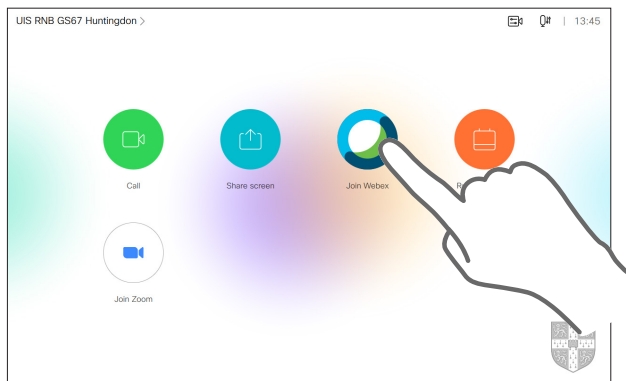 UIS RNB GS67 Huntingdon >
13:45
Call
Share screen
Join Webex
Join Zoom